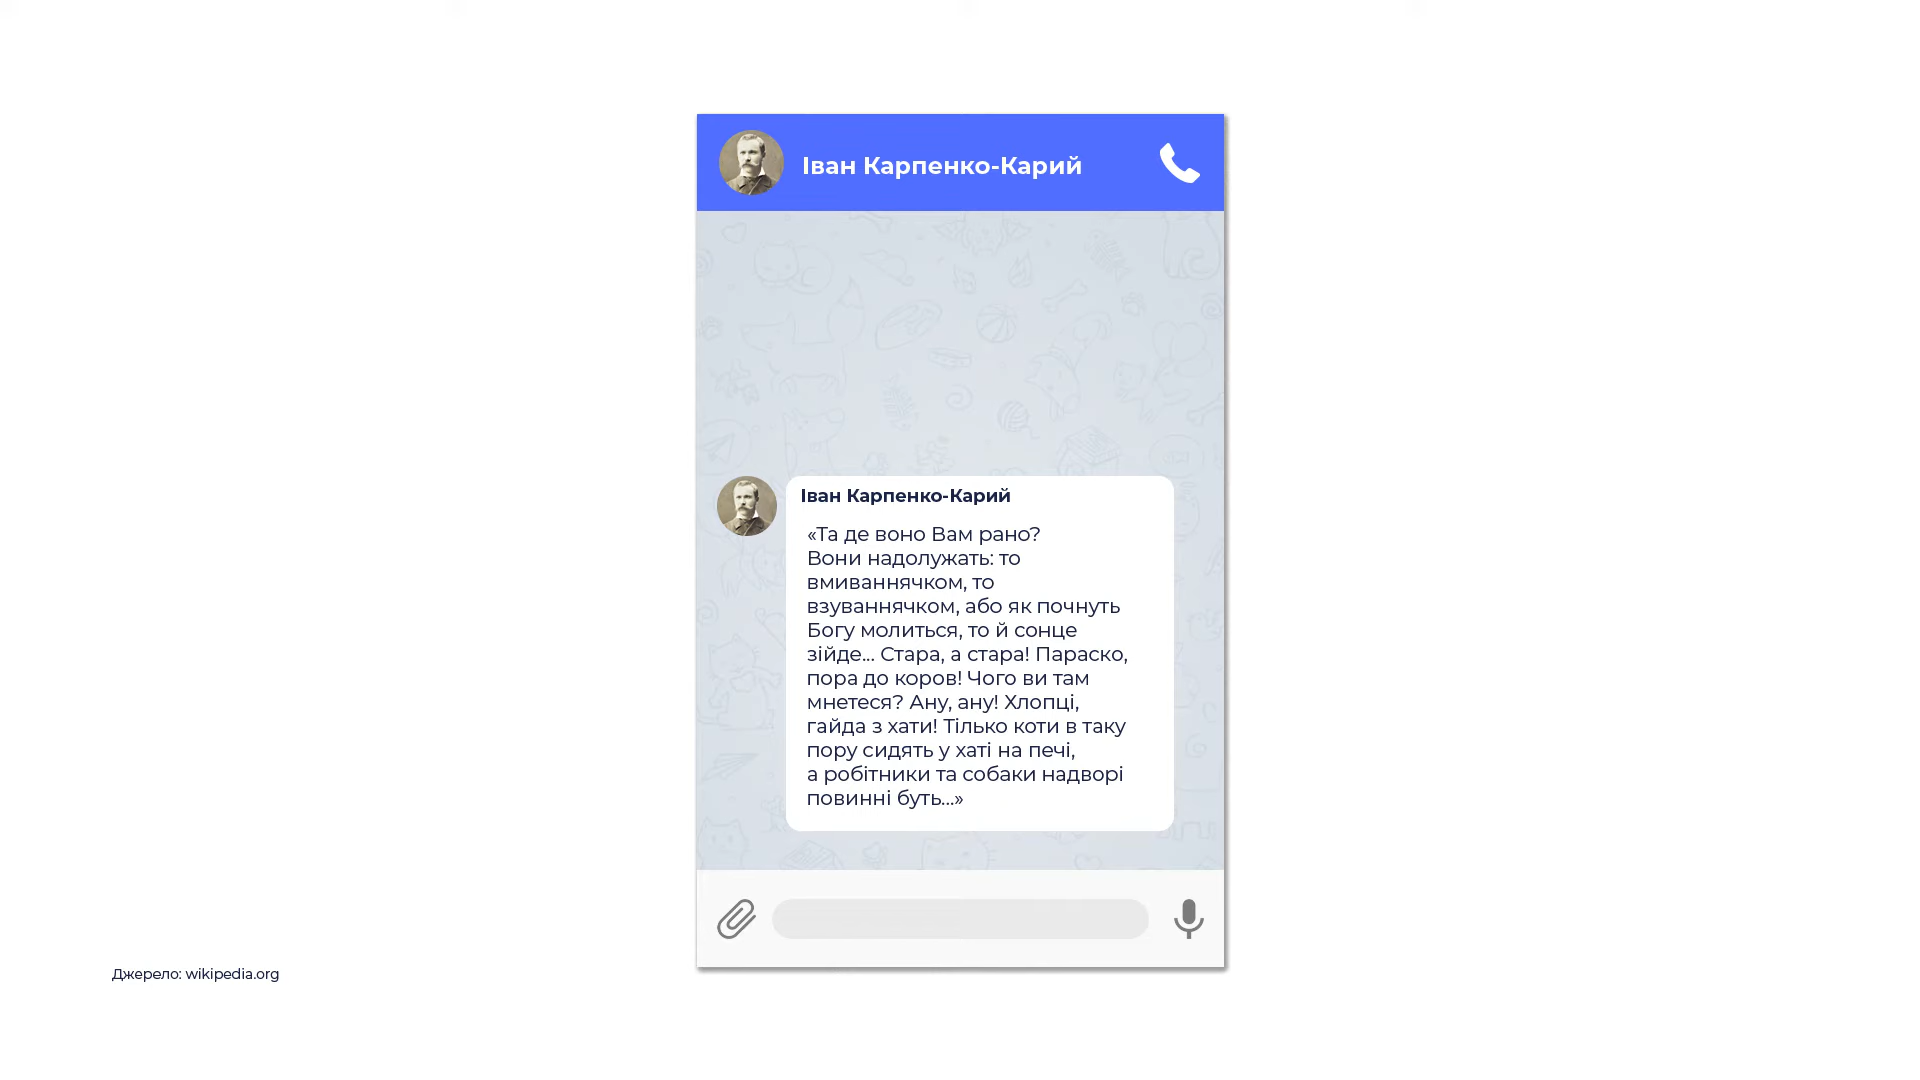 Іван Карпенко-Карий
Іван Карпенко-Карий
«Та де воно Вам рано?
Вони надолужать: то
вмиваннячком, то
взуваннячком, або як почнуть
Богу молиться, то й сонце
зійде... Стара, а стара! Параско,
пора до коров! Чого ви там
мнетеся? Ану, ану! Хлопці,
гайда з хати! Тілько коти в таку
пору сидять у хаті на печі,
а робітники та собаки надворі
повинні буть...»
Джерело: wikipedia.org